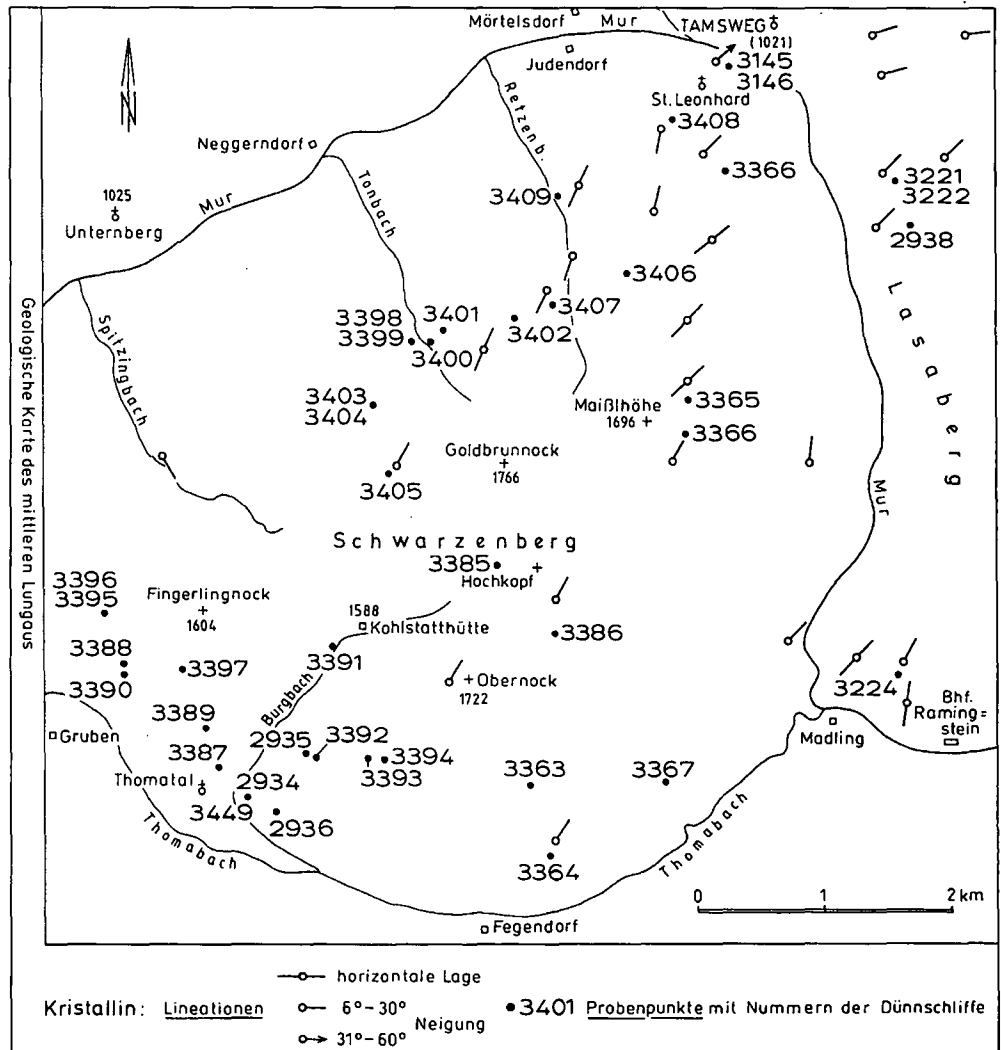 Mörtelsdorf
Mur
TAMSWEG
(1021)
Judendorf
3145
3146
St. Leonhard
3408
Retzenb.
Neggerndorf
3366
3221
3222
3409
1025
Unternberg
Mur
Tonbach
2938
3406
Lasaberg
3407
3401
3398
3399
3400
3402
Spitzingbach
Geologische Karte des mittleren Lungaus
3403
3404
Maißlhöhe
1696
3365
3366
Goldbrunnock
1766
3405
Mur
Schwarzenberg
3385
Hochkopf
3396
3395
Fingerlingnock
1604
1588
Kohlstatthütte
3386
3388
3390
3397
3391
Obernock
1722
3224
Burgbach
Bhf.
Raming=
stein
Madling
Gruben
3389
3387
2935
3392
3394
3393
3363
3367
Thomatal
2934
3449
2936
Thomabach
Thomabach
3364
0 1 2 km
Fegendorf
N
horizontale Lage
Kristallin: Lineationen
6°–30°
Neigung
31°–60°
3401 Probenpunkte mit Nummern der Dünnschliffe